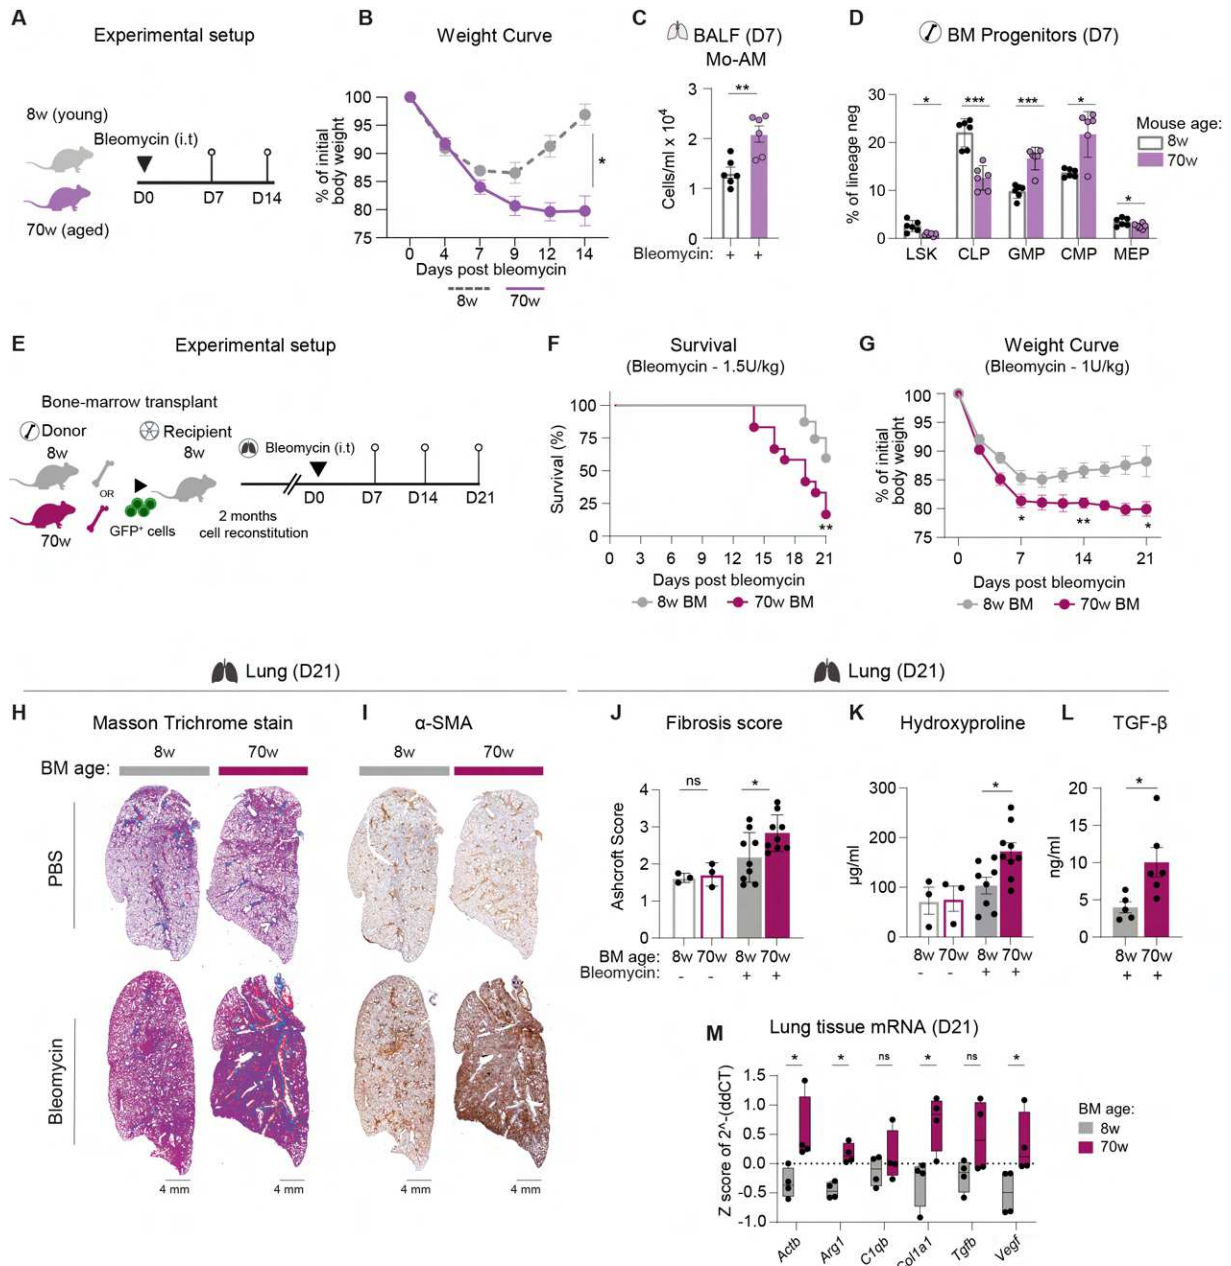 A
Experimental setup
8w (young)
Bleomycin (i.t)
D0 D7 D14
70w (aged)
B
Weight Curve
% of initial
body weight
100
95
90
85
80
75
*
0 4 7 9 12 14
Days post bleomycin
8w 70w
C
BALF (D7)
Mo-AM
Cells/ml x 10⁴
3
2
1
0
**
Bleomycin: + +
D
BM Progenitors (D7)
% of lineage neg
30
20
10
0
* *** *** * *
LSK CLP GMP CMP MEP
Mouse age:
8w
70w
E
Experimental setup
Bone-marrow transplant
Donor Recipient
8w 8w
OR
70w
GFP⁺ cells
2 months
cell reconstitution
Bleomycin (i.t)
D0 D7 D14 D21
F
Survival
(Bleomycin - 1.5U/kg)
Survival (%)
100
75
50
25
0
**
0 3 6 9 12 15 18 21
Days post bleomycin
8w BM 70w BM
G
Weight Curve
(Bleomycin - 1U/kg)
% of initial
body weight
100
95
90
85
80
75
* ** *
0 7 14 21
Days post bleomycin
8w BM 70w BM
Lung (D21)
H
Masson Trichrome stain
8w 70w
BM age:
PBS
Bleomycin
4 mm 4 mm
I
α-SMA
8w 70w
4 mm 4 mm
Lung (D21)
J
Fibrosis score
Ashcroft Score
4
3
2
1
0
ns *
BM age: 8w 70w 8w 70w
Bleomycin: - - + +
K
Hydroxyproline
µg/ml
300
200
100
0
*
8w 70w 8w 70w
- - + +
L
TGF-β
ng/ml
20
15
10
5
0
*
8w 70w
+ +
M
Lung tissue mRNA (D21)
Z score of 2^-(ddCT)
1.5
1.0
0.5
0.0
-0.5
-1.0
* * ns * ns *
Actb Arg1 C1qb Col1a1 Tgfb Vegf
BM age:
8w
70w